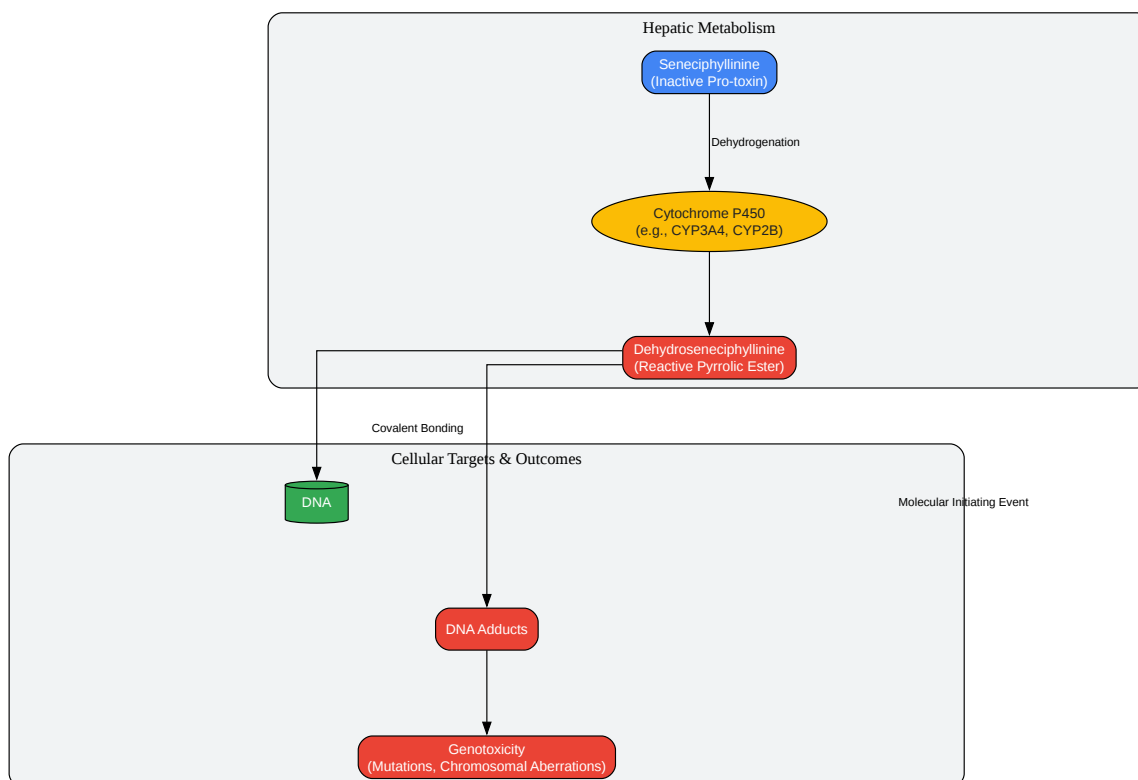 Hepatic Metabolism
Seneciphyllinine
(Inactive Pro-toxin)
Dehydrogenation
Cytochrome P450
(e.g., CYP3A4, CYP2B)
Dehydroseneciphyllinine
(Reactive Pyrrolic Ester)
Covalent Bonding
Cellular Targets & Outcomes
DNA
Molecular Initiating Event
DNA Adducts
Genotoxicity
(Mutations, Chromosomal Aberrations)